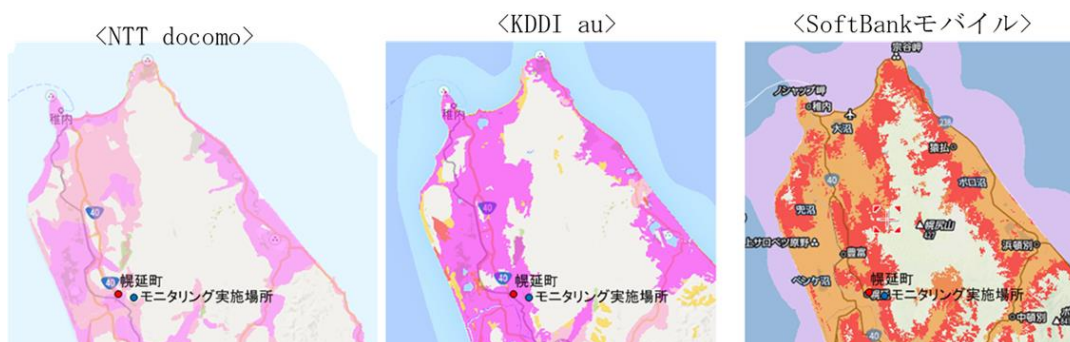 <NTT docomo>
稚内
40
40
幌延町
モニタリング実施場所
<KDDI au>
稚内
40
40
幌延町
モニタリング実施場所
<SoftBankモバイル>
宗谷岬
ノシャップ岬
稚内
大沼
238
猿払
40
ポロ沼
兜沼
幌尻山
427
上サロベツ原野
豊富
浜頓別
ペンケ沼
幌延町
モニタリング実施場所
40
中頓別